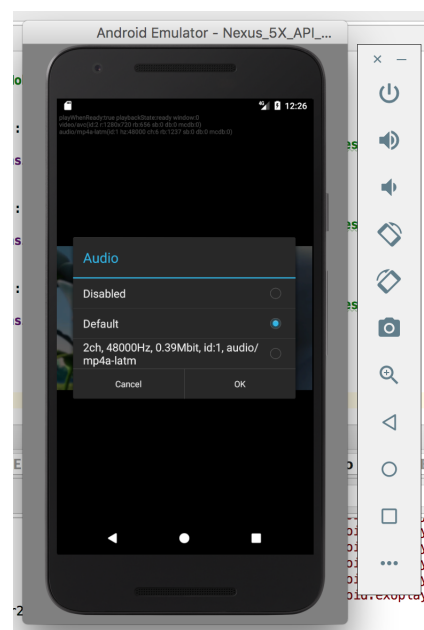 Android Emulator - Nexus_5X_API_...
12:26
playWhenReady:true playbackState:ready window:0
video/avc(id:2 r:1280x720 rb:656 sb:0 db:0 mcdb:0)
audio/mp4a-latm(id:1 hz:48000 ch:6 rb:1237 sb:0 db:0 mcdb:0)
Audio
Disabled
Default
2ch, 48000Hz, 0.39Mbit, id:1, audio/
mp4a-latm
Cancel
OK